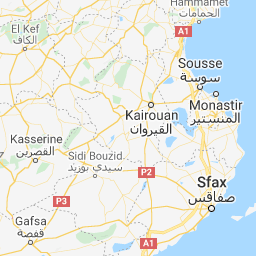 Hammamet
الحمامات
El Kef
الكاف
A1
Sousse
سوسة
Monastir
المنستير
Kairouan
القيروان
Kasserine
القصرين
Sidi Bouzid
سيدي بوزيد
P2
Sfax
صفاقس
P3
Gafsa
قفصة
A1